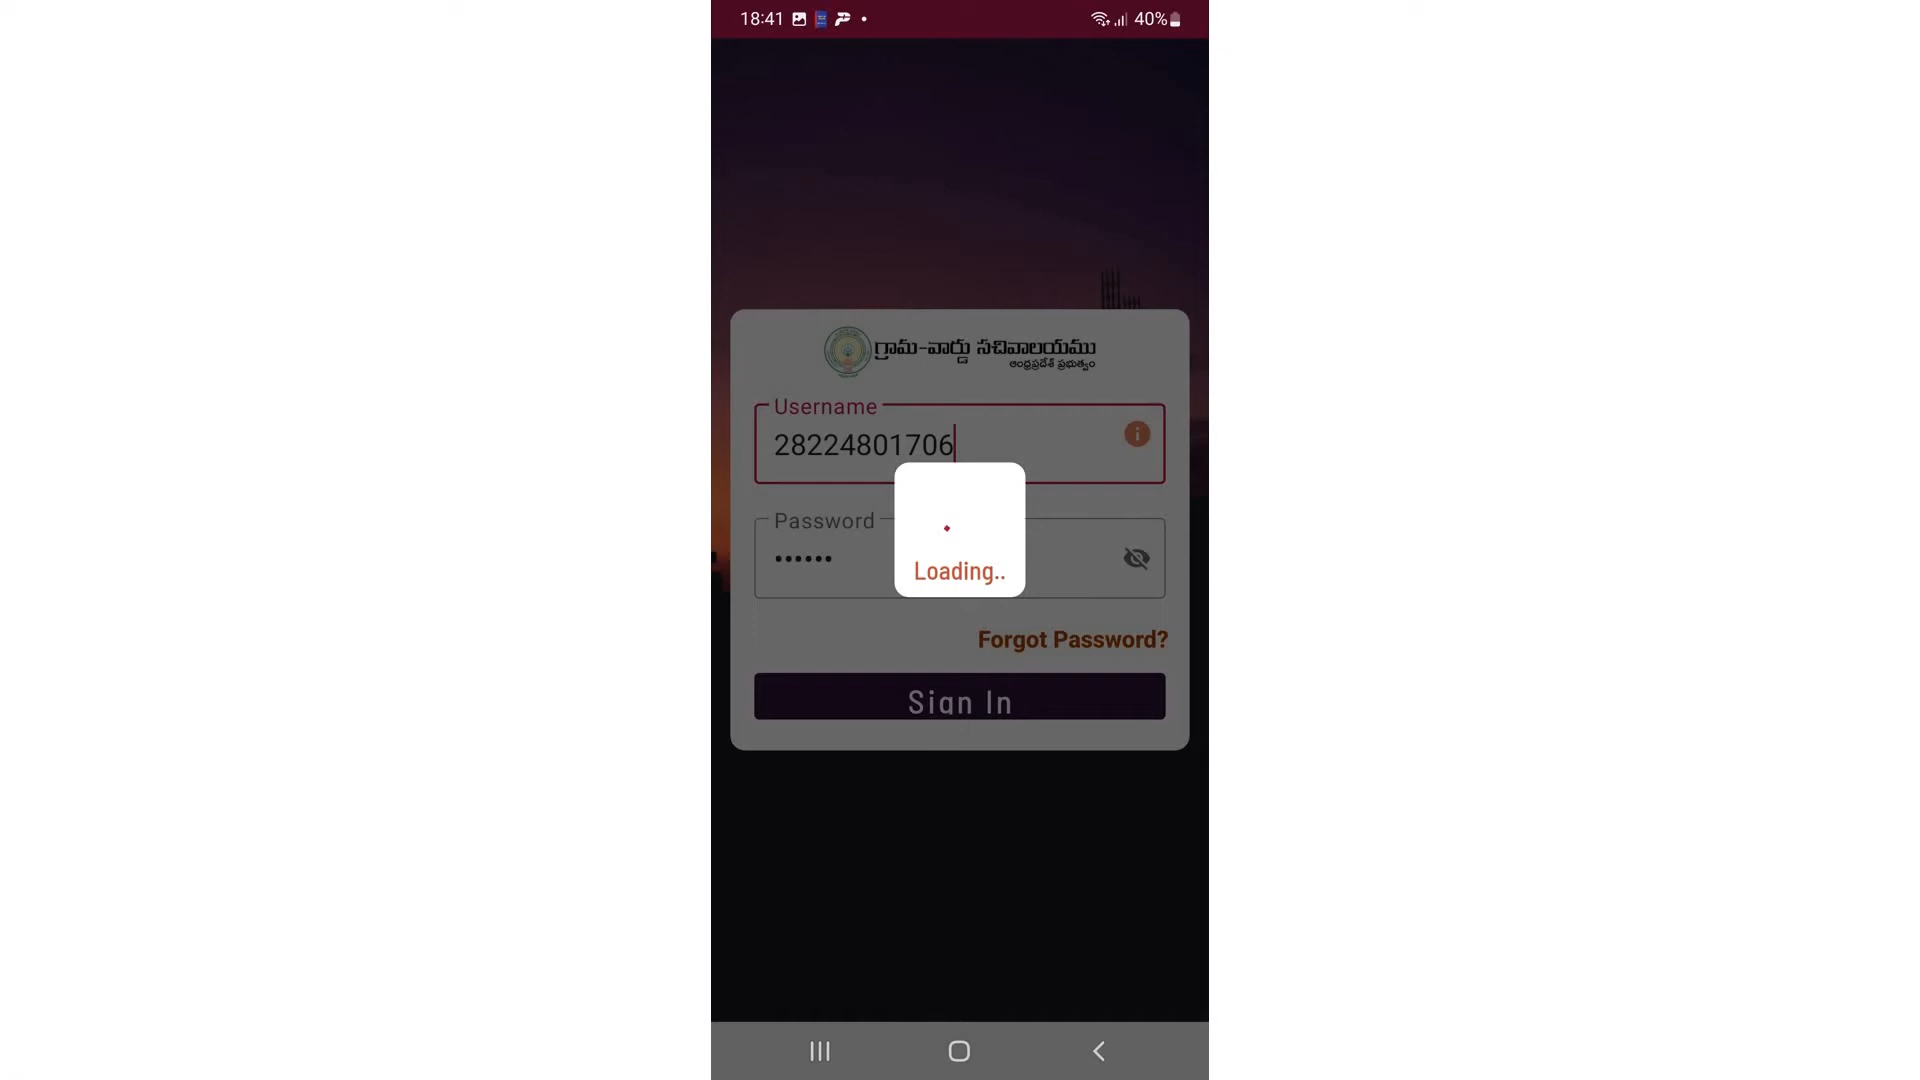 18:41 40%
గ్రామ-వార్డు సచివాలయము
ఆంధ్రప్రదేశ్ ప్రభుత్వం
Username
28224801706
Password
••••••
Loading..
Forgot Password?
Sign In